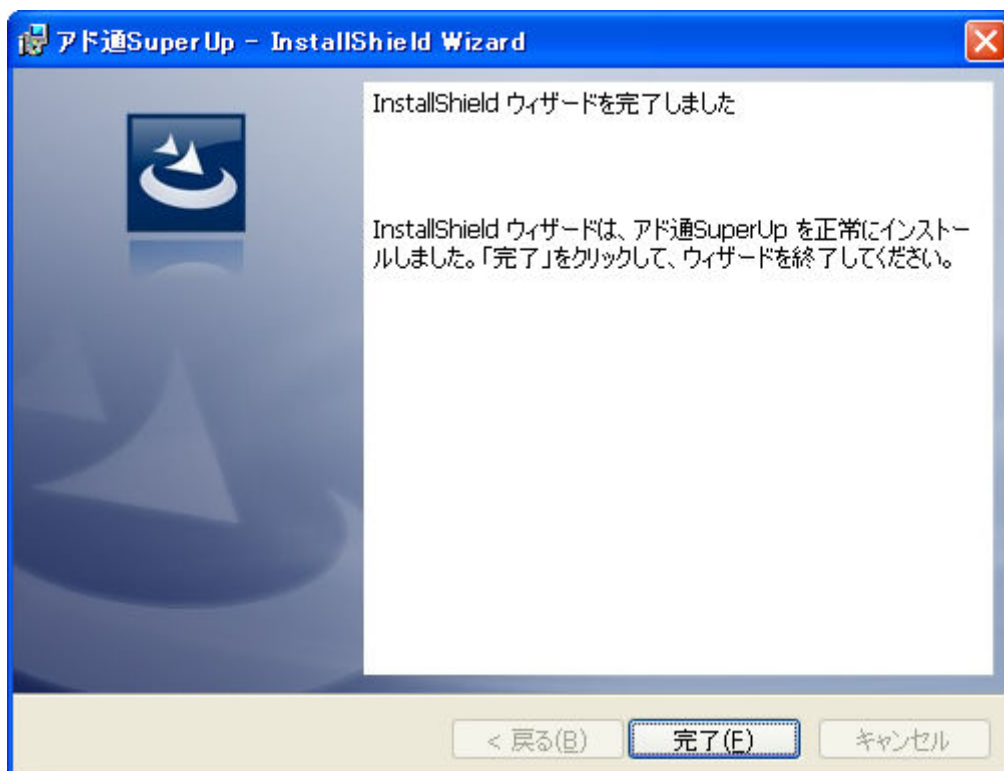 アド通SuperUp - InstallShield Wizard
InstallShield ウィザードを完了しました
InstallShield ウィザードは、アド通SuperUp を正常にインストー
ルしました。「完了」をクリックして、ウィザードを終了してください。
< 戻る(B)
完了(F)
キャンセル